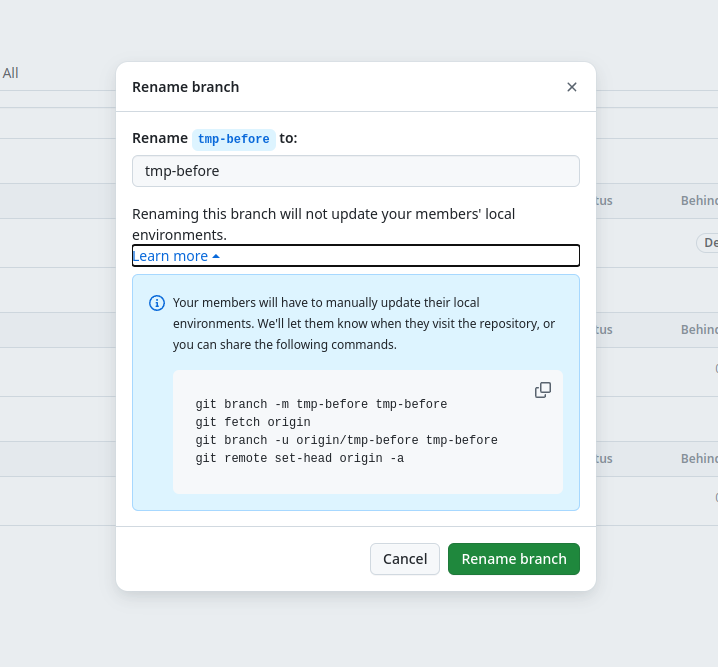 All
Rename branch
Rename tmp-before to:
tmp-before
Renaming this branch will not update your members' local
environments.
Learn more
Your members will have to manually update their local
environments. We'll let them know when they visit the repository, or
you can share the following commands.
git branch -m tmp-before tmp-before
git fetch origin
git branch -u origin/tmp-before tmp-before
git remote set-head origin -a
Cancel
Rename branch
tus
Behin
De
tus
Behin
tus
Behin